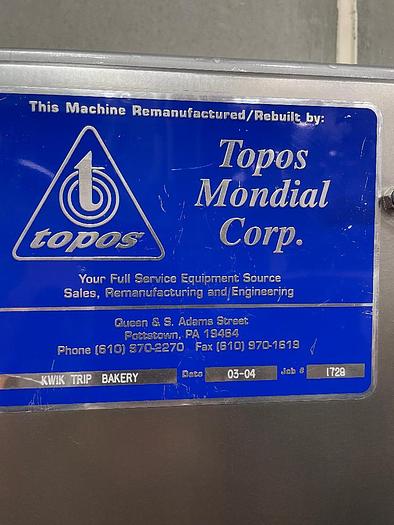 This Machine Remanufactured/Rebuilt by:
t
topos
Topos
Mondial
Corp.
Your Full Service Equipment Source
Sales, Remanufacturing and Engineering
Queen & S. Adams Street
Pottstown, PA 19464
Phone (610) 970-2270 Fax (610) 970-1619
KWIK TRIP BAKERY Date 03-04 Job # 1729